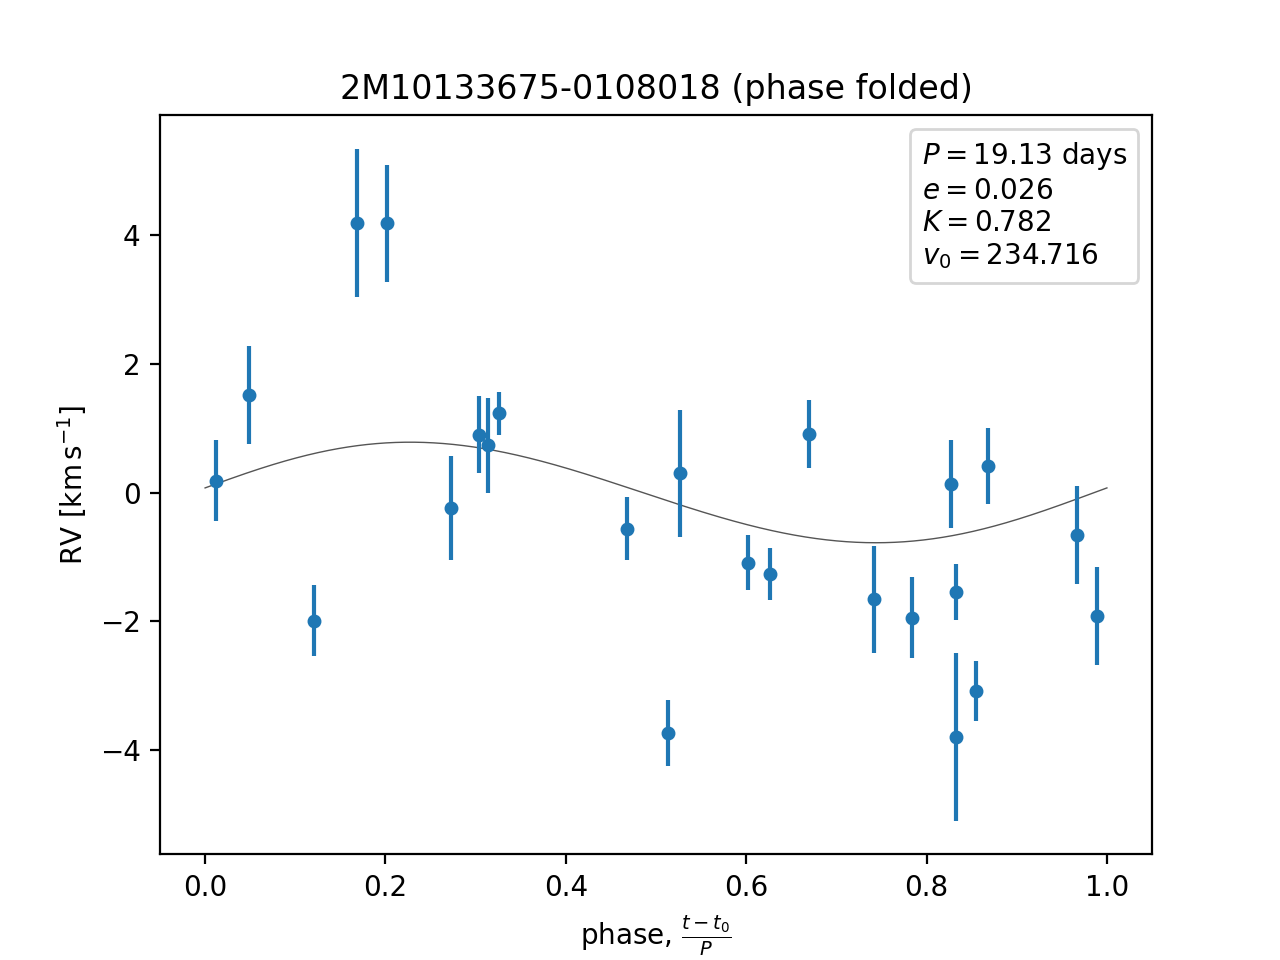 2M10133675-0108018 (phase folded)
P = 19.13 days
e = 0.026
K = 0.782
v₀ = 234.716
RV [km s⁻¹]
4
2
0
−2
−4
0.0 0.2 0.4 0.6 0.8 1.0
phase, (t − t₀)/P